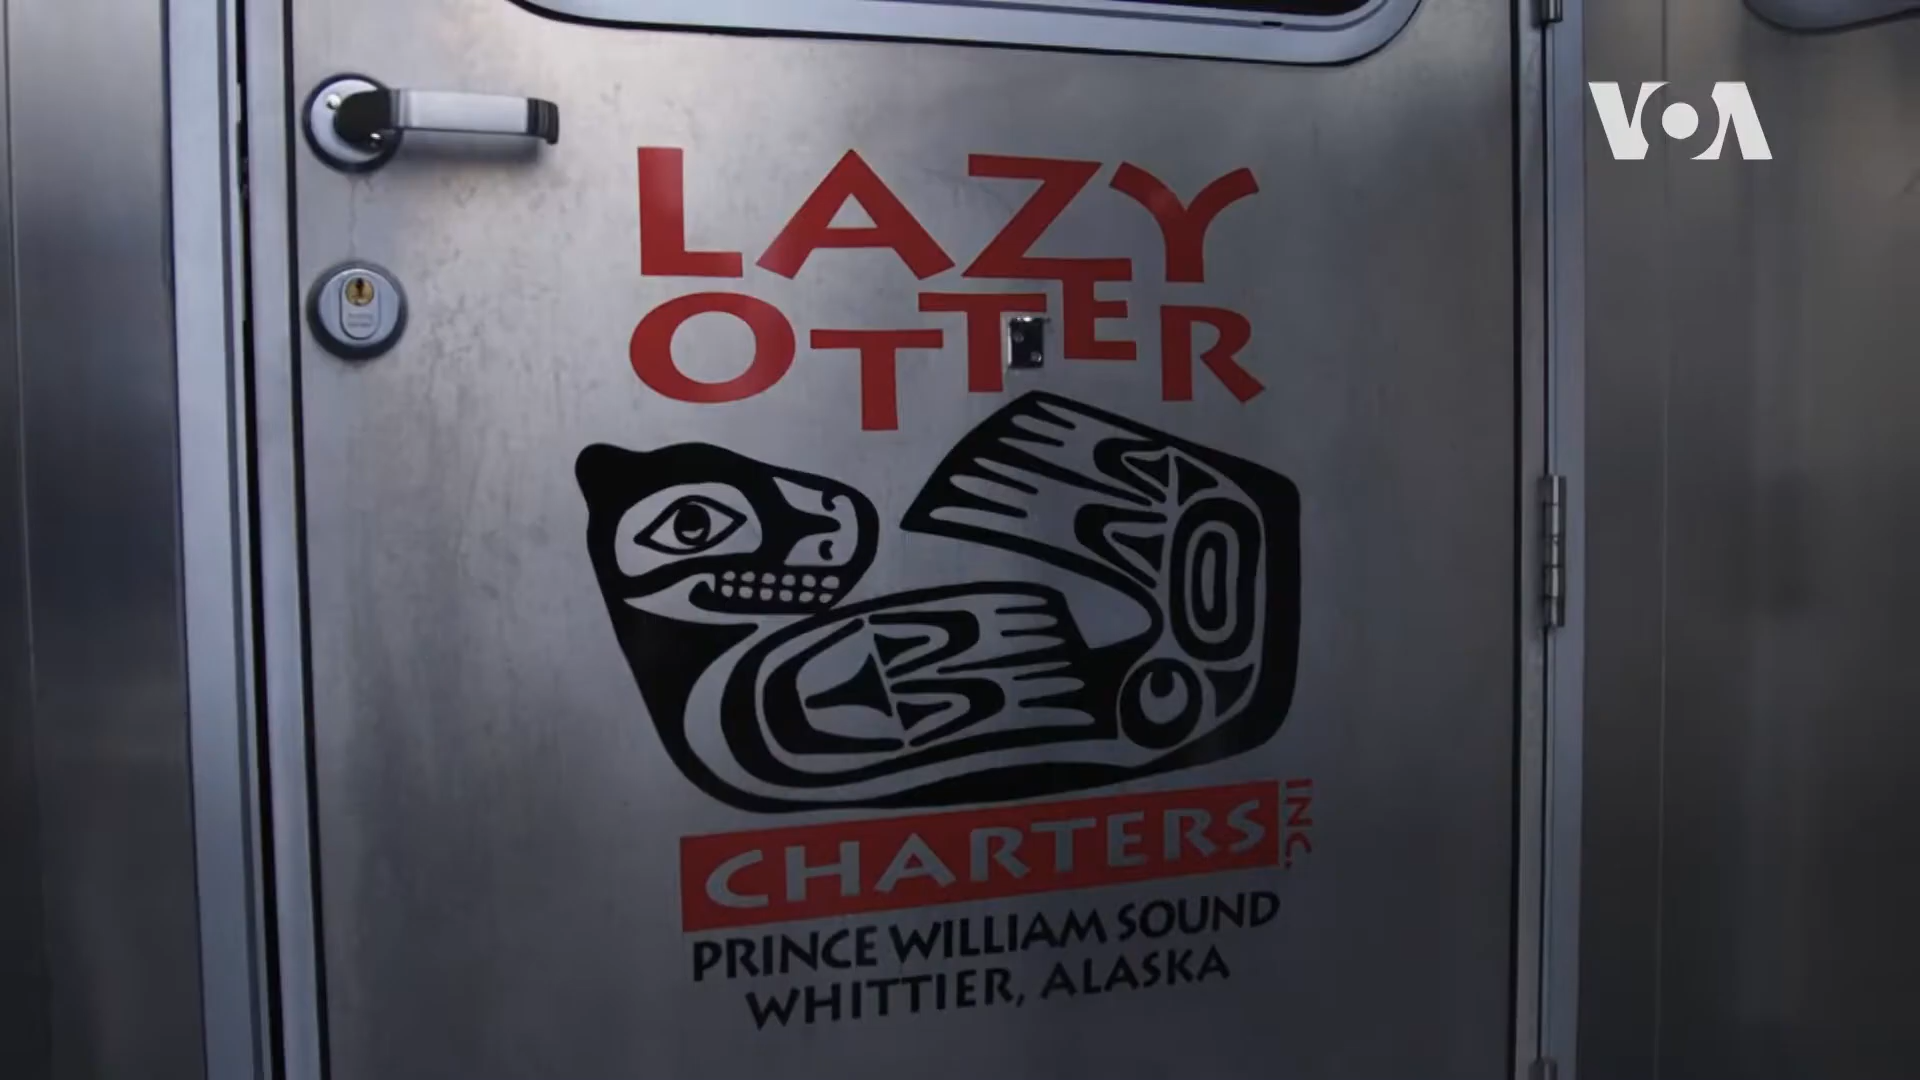 VOA
LAZY
OTTER
CHARTERS INC.
PRINCE WILLIAM SOUND
WHITTIER, ALASKA